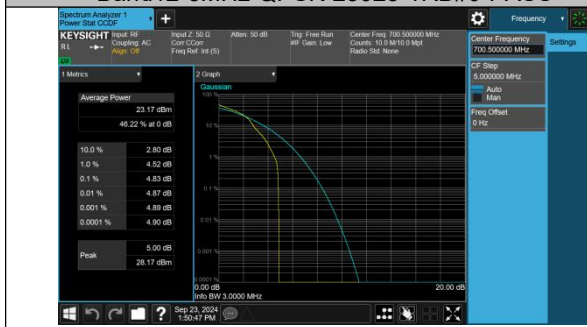 Spectrum Analyzer 1
Power Stat CCDF
+
Frequency
KEYSIGHT
RL
Input: RF
Coupling: AC
Align: Off
Input Z: 50 Ω
Corr CCorr
Freq Ref: Int (S)
Atten: 50 dB
Trig: Free Run
#IF Gain: Low
Center Freq: 700.500000 MHz
Counts: 10.0 M/10.0 Mpt
Radio Std: None
Center Frequency
700.500000 MHz
Settings
CF Step
5.000000 MHz
Auto
Man
Freq Offset
0 Hz
1 Metrics
Average Power
23.17 dBm
46.22 % at 0 dB
10.0 % 2.80 dB
1.0 % 4.52 dB
0.1 % 4.83 dB
0.01 % 4.87 dB
0.001 % 4.89 dB
0.0001 % 4.90 dB
Peak
5.00 dB
28.17 dBm
2 Graph
Gaussian
100 %
10 %
1 %
0.1 %
0.01 %
0.001 %
0.0001 %
0.00 dB
20.00 dB
Info BW 3.0000 MHz
?
Sep 23, 2024
1:50:47 PM